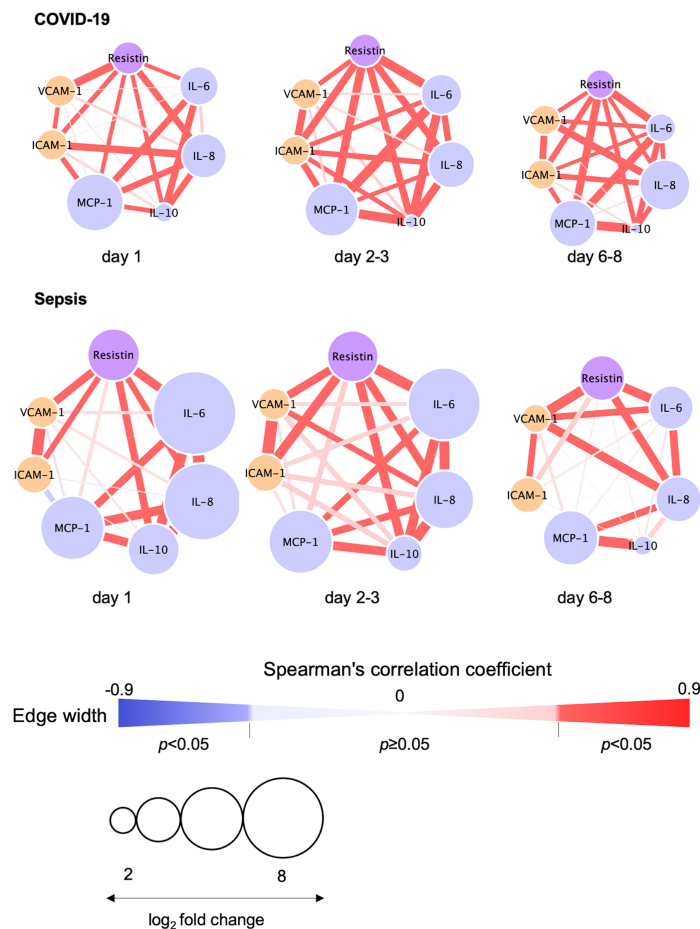 COVID-19
Resistin
VCAM-1
IL-6
ICAM-1
IL-8
MCP-1
IL-10
day 1
Resistin
VCAM-1
IL-6
ICAM-1
IL-8
MCP-1
IL-10
day 2-3
Resistin
VCAM-1
IL-6
ICAM-1
IL-8
MCP-1
IL-10
day 6-8
Sepsis
Resistin
VCAM-1
IL-6
ICAM-1
IL-8
MCP-1
IL-10
day 1
Resistin
VCAM-1
IL-6
ICAM-1
IL-8
MCP-1
IL-10
day 2-3
Resistin
VCAM-1
IL-6
ICAM-1
IL-8
MCP-1
IL-10
day 6-8
Spearman's correlation coefficient
-0.9 0 0.9
Edge width
p<0.05 p≥0.05 p<0.05
2 8
log2 fold change